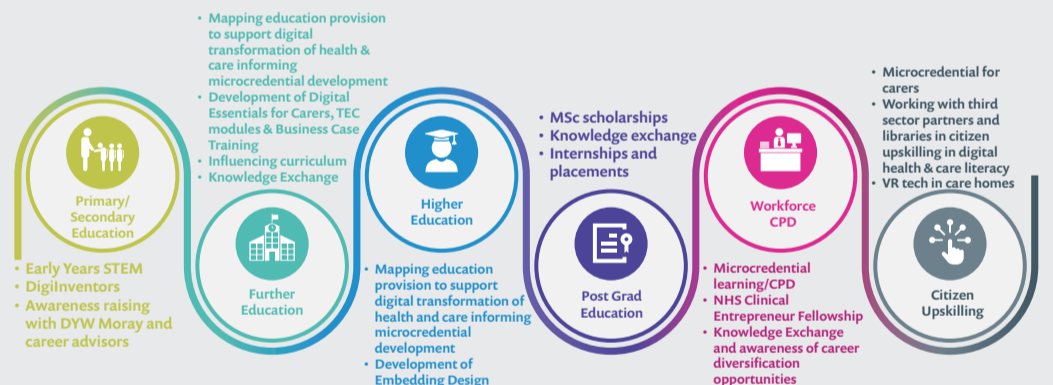 Primary/
Secondary
Education
• Early Years STEM
• DigiInventors
• Awareness raising
with DYW Moray and
career advisors
• Mapping education provision
to support digital
transformation of health &
care informing
microcredential development
• Development of Digital
Essentials for Carers, TEC
modules & Business Case
Training
• Influencing curriculum
• Knowledge Exchange
Further
Education
Higher
Education
• Mapping education
provision to support
digital transformation of
health and care informing
microcredential
development
• Development of
Embedding Design
• MSc scholarships
• Knowledge exchange
• Internships and
placements
Post Grad
Education
Workforce
CPD
• Microcredential
learning/CPD
• NHS Clinical
Entrepreneur Fellowship
• Knowledge Exchange
and awareness of career
diversification
opportunities
• Microcredential for
carers
• Working with third
sector partners and
libraries in citizen
upskilling in digital
health & care literacy
• VR tech in care homes
Citizen
Upskilling